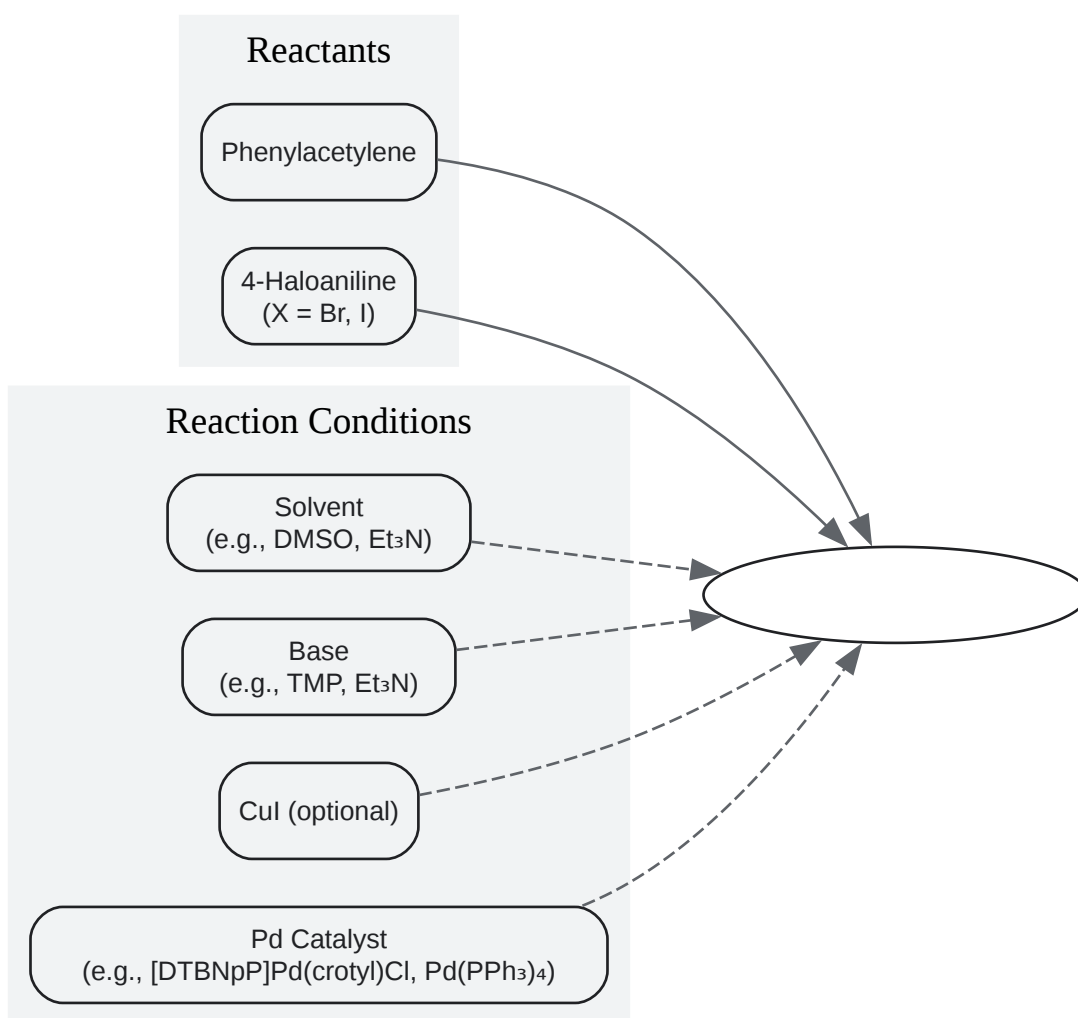 Reactants
Phenylacetylene
4-Haloaniline
(X = Br, I)
Reaction Conditions
Solvent
(e.g., DMSO, Et₃N)
Base
(e.g., TMP, Et₃N)
CuI (optional)
Pd Catalyst
(e.g., [DTBNpP]Pd(crotyl)Cl, Pd(PPh₃)₄)